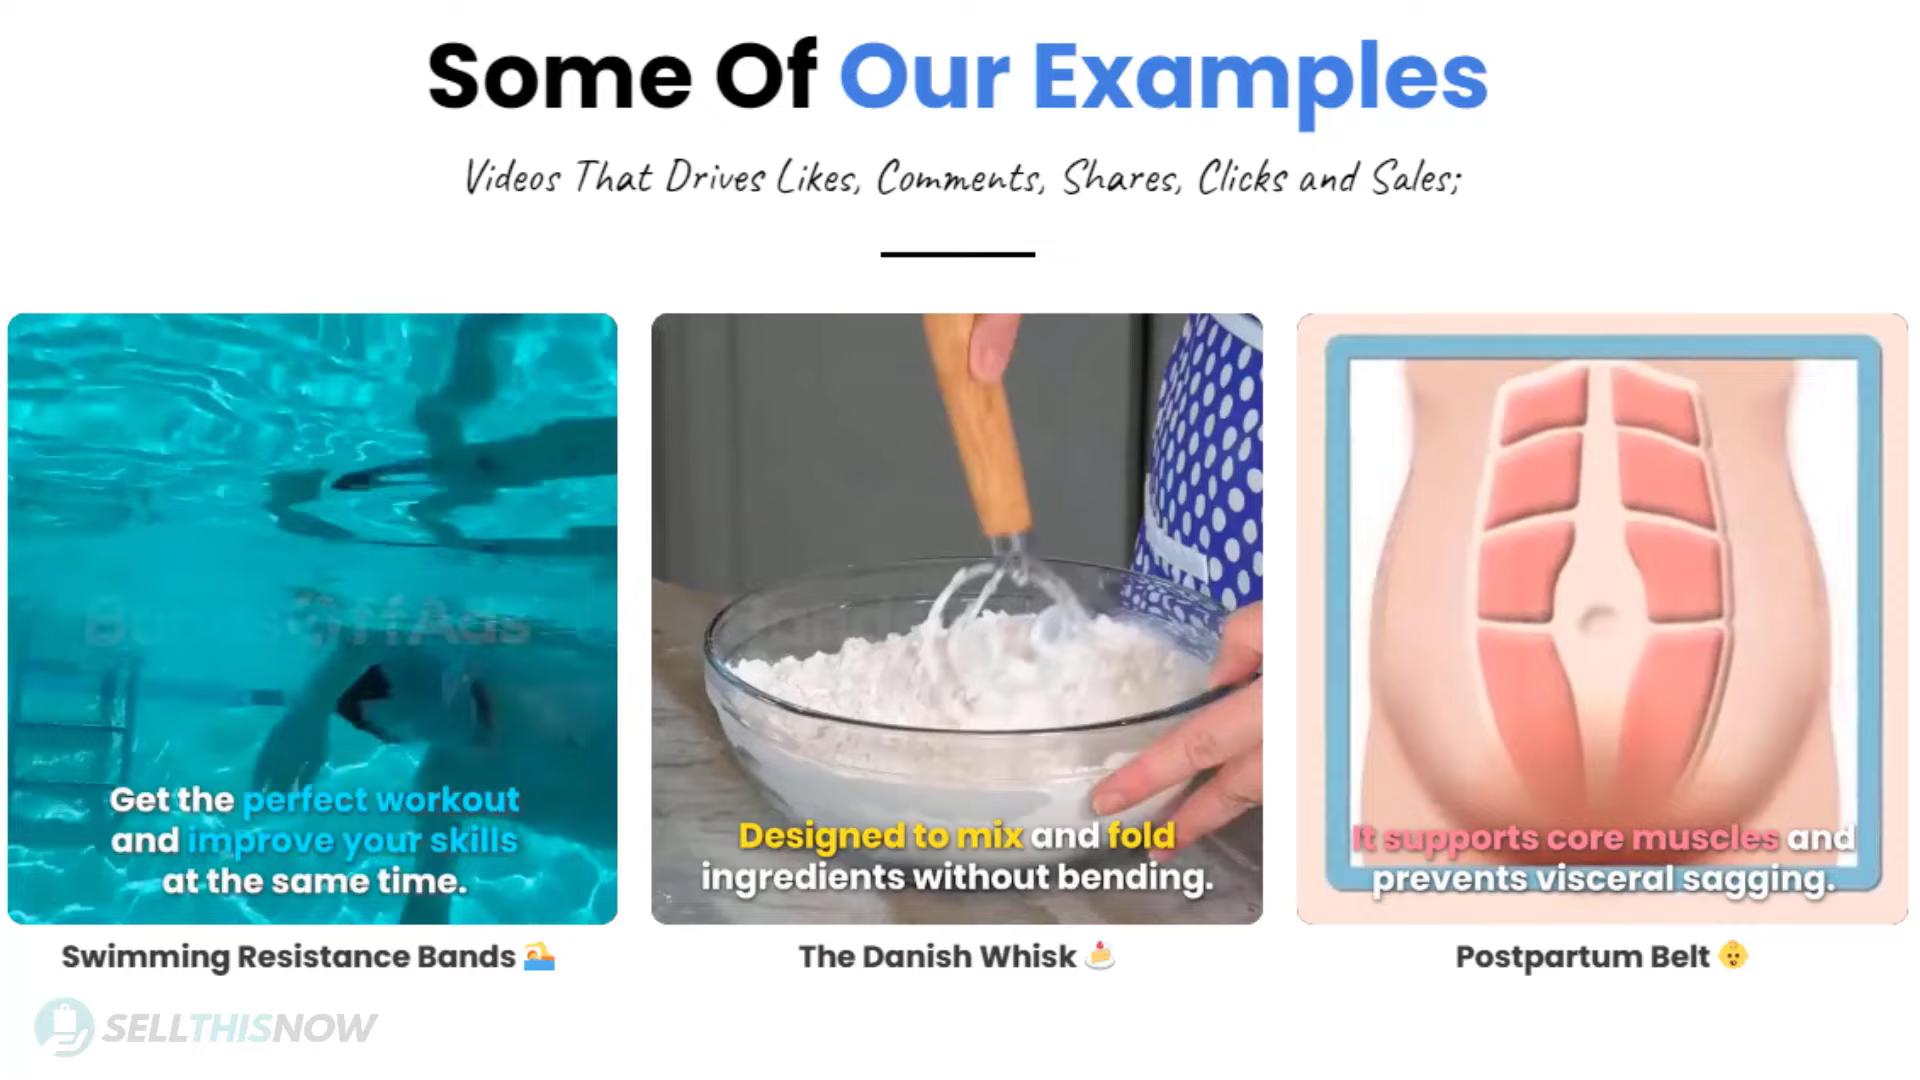 Some Of Our Examples
Videos That Drives Likes, Comments, Shares, Clicks and Sales;
Get the perfect workout
and improve your skills
at the same time.
Designed to mix and fold
ingredients without bending.
It supports core muscles and
prevents visceral sagging.
Swimming Resistance Bands
The Danish Whisk
Postpartum Belt
SELLTHISNOW